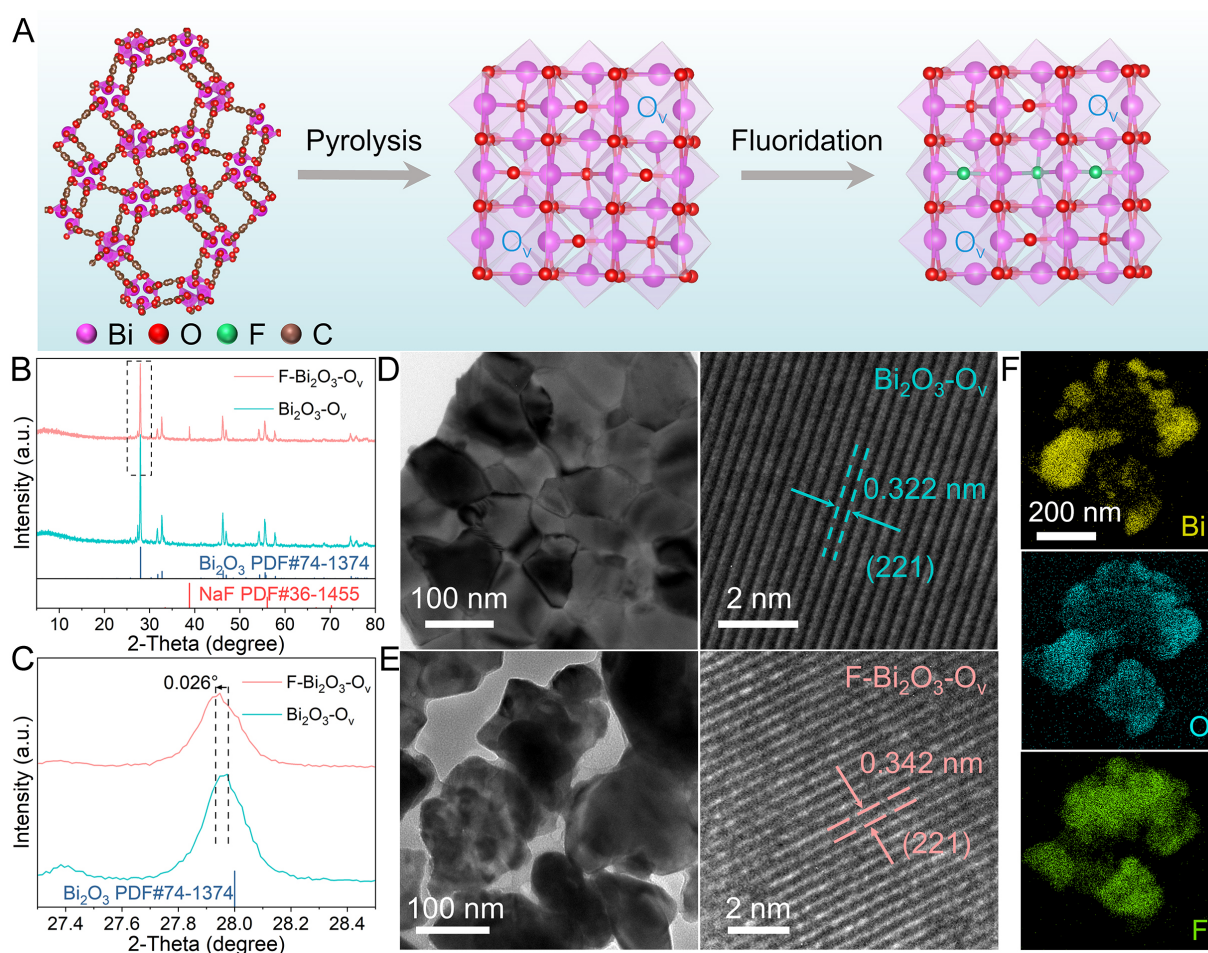 A
Pyrolysis
Fluoridation
Oᵥ
Oᵥ
Oᵥ
Oᵥ
Bi O F C
B
F-Bi₂O₃-Oᵥ
Bi₂O₃-Oᵥ
Intensity (a.u.)
Bi₂O₃ PDF#74-1374
NaF PDF#36-1455
10 20 30 40 50 60 70 80
2-Theta (degree)
C
0.026°
F-Bi₂O₃-Oᵥ
Bi₂O₃-Oᵥ
Intensity (a.u.)
Bi₂O₃ PDF#74-1374
27.4 27.6 27.8 28.0 28.2 28.4
2-Theta (degree)
D
100 nm
Bi₂O₃-Oᵥ
0.322 nm
(221)
2 nm
E
100 nm
F-Bi₂O₃-Oᵥ
0.342 nm
(221)
2 nm
F
200 nm
Bi
O
F